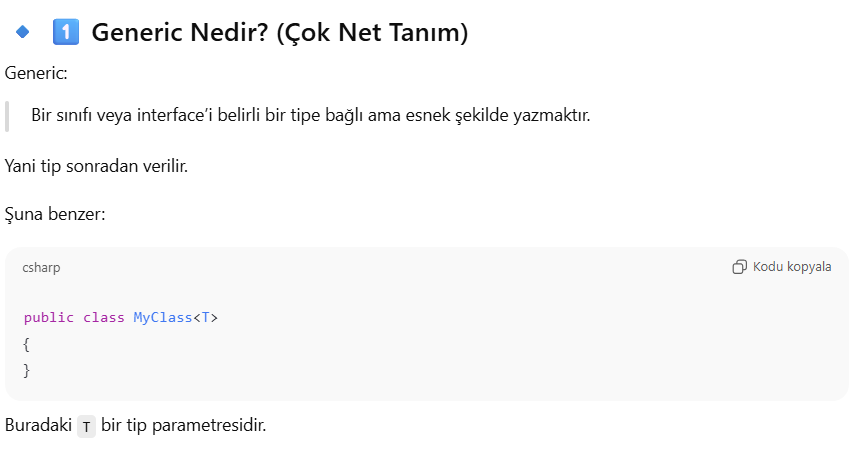 🔹 1️⃣ Generic Nedir? (Çok Net Tanım)
Generic:
Bir sınıfı veya interface’i belirli bir tipe bağlı ama esnek şekilde yazmaktır.
Yani tip sonradan verilir.
Şuna benzer:
csharp
Kodu kopyala
public class MyClass<T>
{
}
Buradaki T bir tip parametresidir.